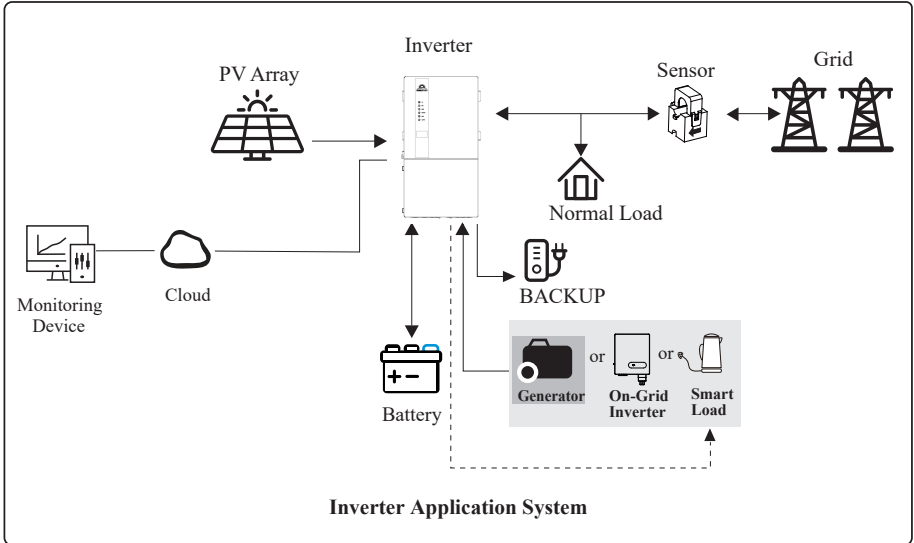 Inverter
PV Array
Sensor
Grid
Normal Load
Monitoring
Device
Cloud
BACKUP
Battery
or
or
Generator
On-Grid
Inverter
Smart
Load
Inverter Application System